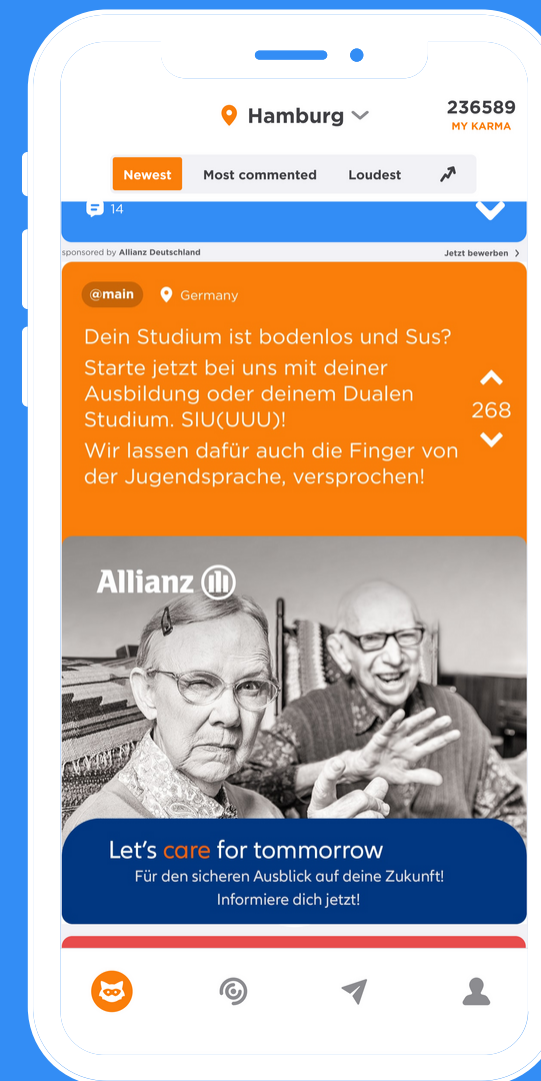 Hamburg
236589
MY KARMA
Newest Most commented Loudest
14
sponsored by Allianz Deutschland
Jetzt bewerben
@main Germany
Dein Studium ist bodenlos und Sus?
Starte jetzt bei uns mit deiner
Ausbildung oder deinem Dualen
Studium. SIU(UUU)!
Wir lassen dafür auch die Finger von
der Jugendsprache, versprochen!
268
Allianz
Let's care for tommorrow
Für den sicheren Ausblick auf deine Zukunft!
Informiere dich jetzt!